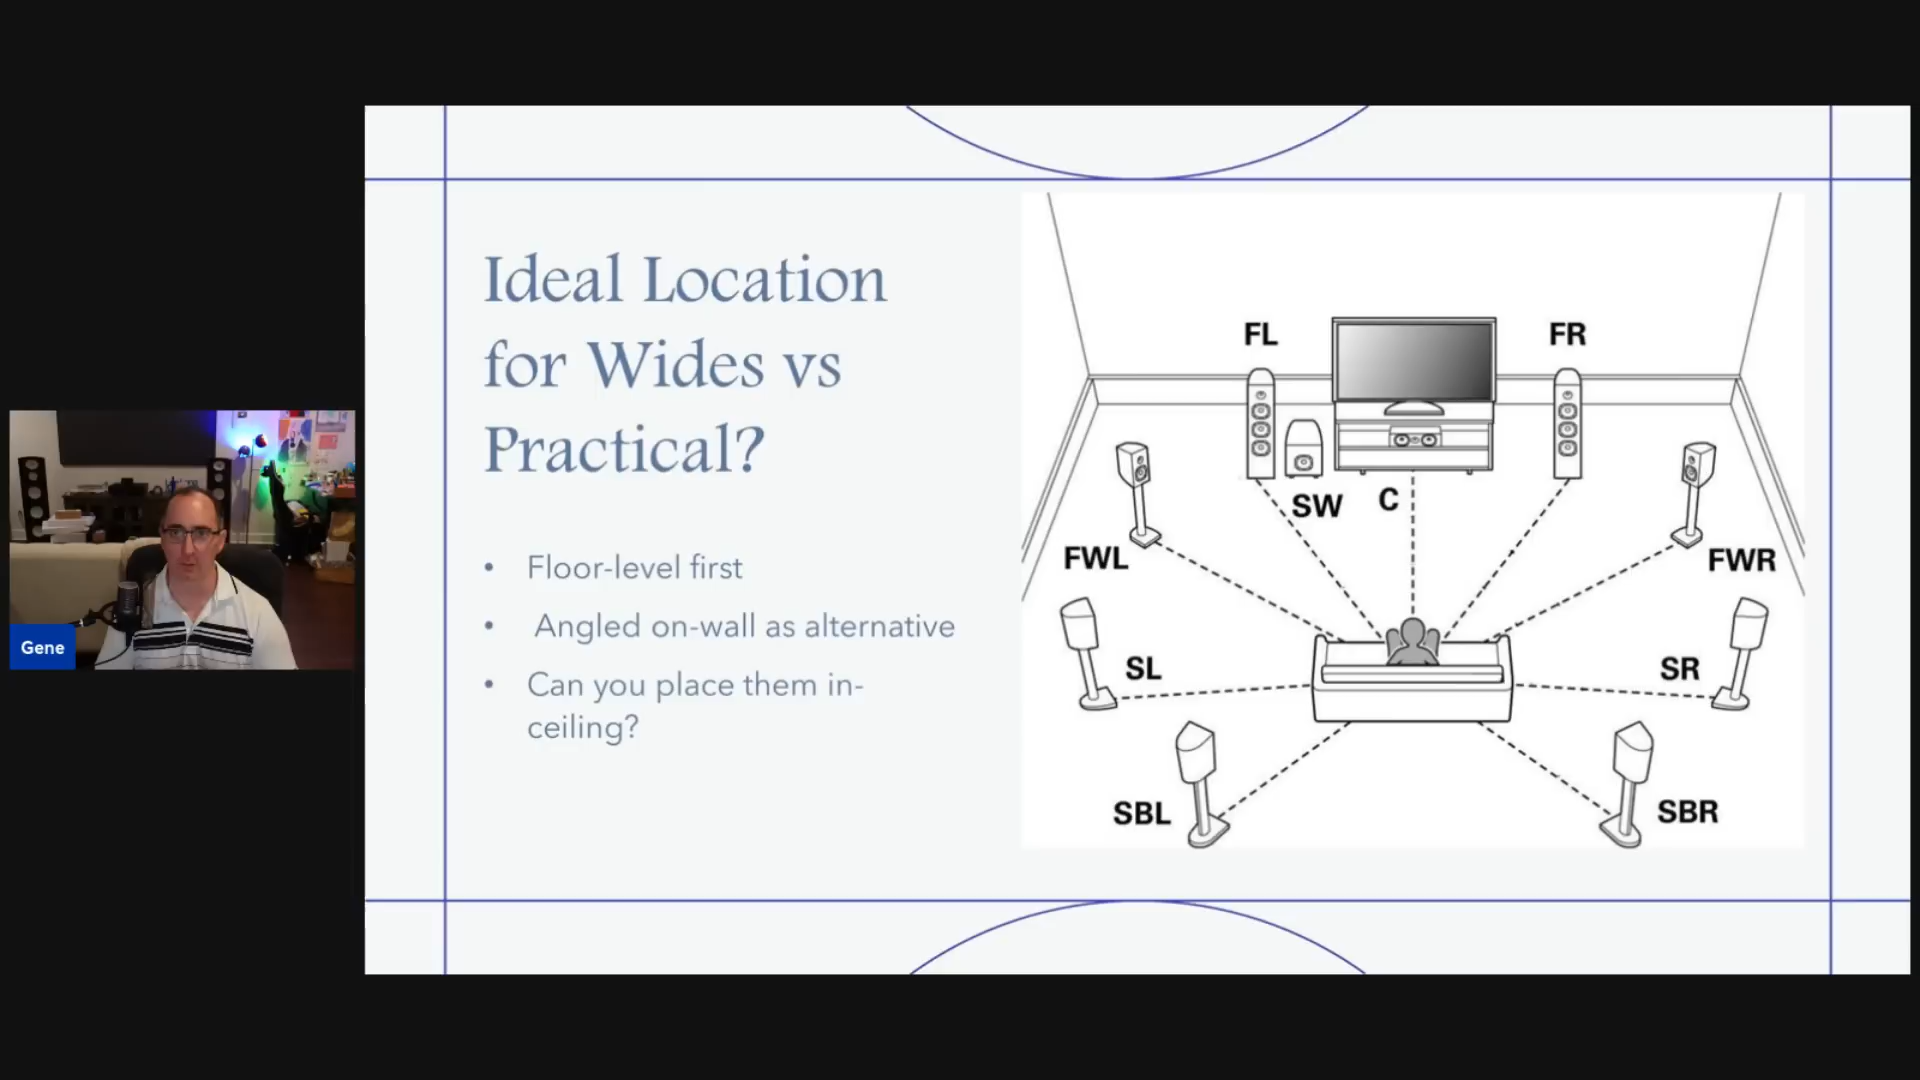 Ideal Location
for Wides vs
Practical?
• Floor-level first
• Angled on-wall as alternative
• Can you place them in-
ceiling?
FL
FR
SW
C
FWL
FWR
SL
SR
SBL
SBR
Gene